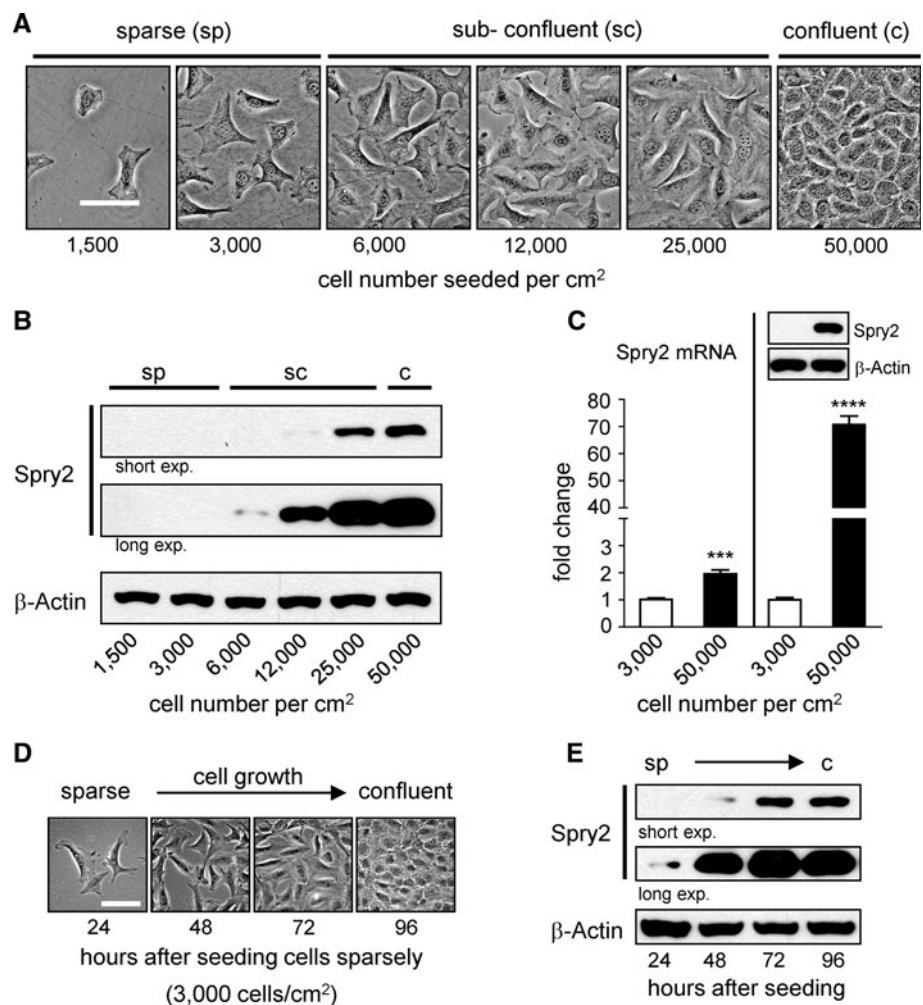 A
sparse (sp)
sub- confluent (sc)
confluent (c)
1,500
3,000
6,000
12,000
25,000
50,000
cell number seeded per cm²
B
sp
sc
c
Spry2
short exp.
long exp.
β-Actin
1,500
3,000
6,000
12,000
25,000
50,000
cell number per cm²
C
Spry2 mRNA
Spry2
β-Actin
fold change
80
70
60
50
40
2
1
0
3
2
1
0
***
****
3,000
50,000
3,000
50,000
cell number per cm²
D
cell growth
sparse
confluent
24
48
72
96
hours after seeding cells sparsely
(3,000 cells/cm²)
E
sp
c
Spry2
short exp.
long exp.
β-Actin
24
48
72
96
hours after seeding